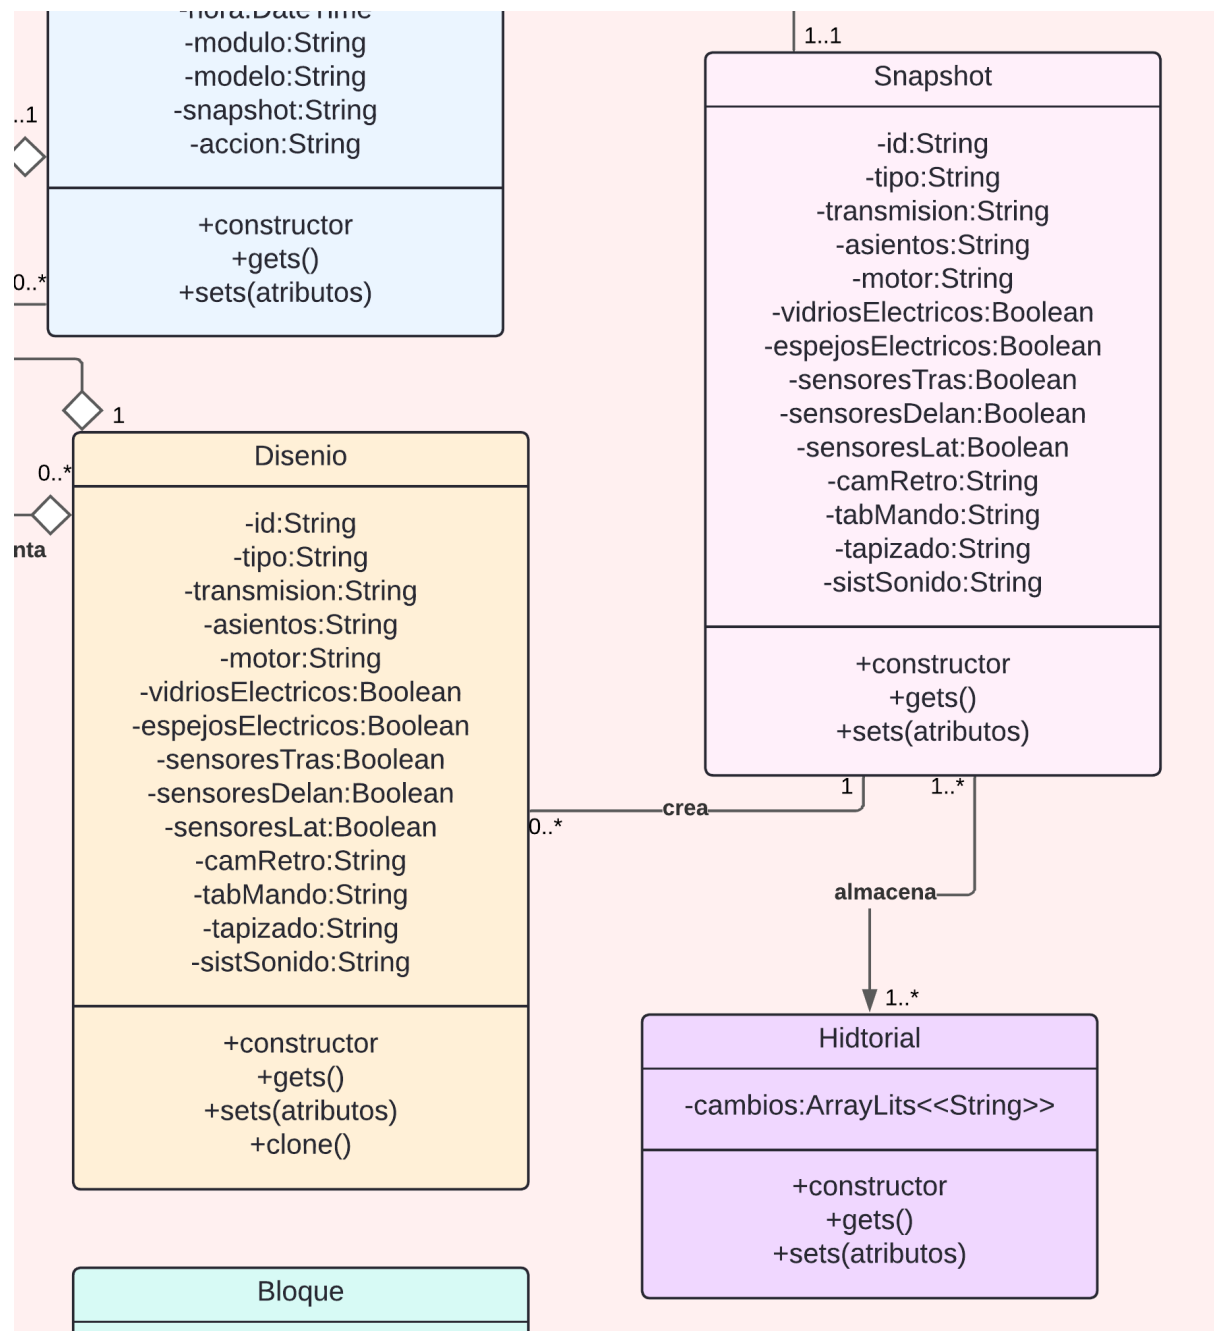 -hora:DateTime
-modulo:String
-modelo:String
-snapshot:String
-accion:String
+constructor
+gets()
+sets(atributos)
..1
0..*
1
0..*
nta
Disenio
-id:String
-tipo:String
-transmision:String
-asientos:String
-motor:String
-vidriosElectricos:Boolean
-espejosElectricos:Boolean
-sensoresTras:Boolean
-sensoresDelan:Boolean
-sensoresLat:Boolean
-camRetro:String
-tabMando:String
-tapizado:String
-sistSonido:String
+constructor
+gets()
+sets(atributos)
+clone()
Bloque
1..1
Snapshot
-id:String
-tipo:String
-transmision:String
-asientos:String
-motor:String
-vidriosElectricos:Boolean
-espejosElectricos:Boolean
-sensoresTras:Boolean
-sensoresDelan:Boolean
-sensoresLat:Boolean
-camRetro:String
-tabMando:String
-tapizado:String
-sistSonido:String
+constructor
+gets()
+sets(atributos)
1
1..*
crea
0..*
almacena
1..*
Hidtorial
-cambios:ArrayLits<<String>>
+constructor
+gets()
+sets(atributos)